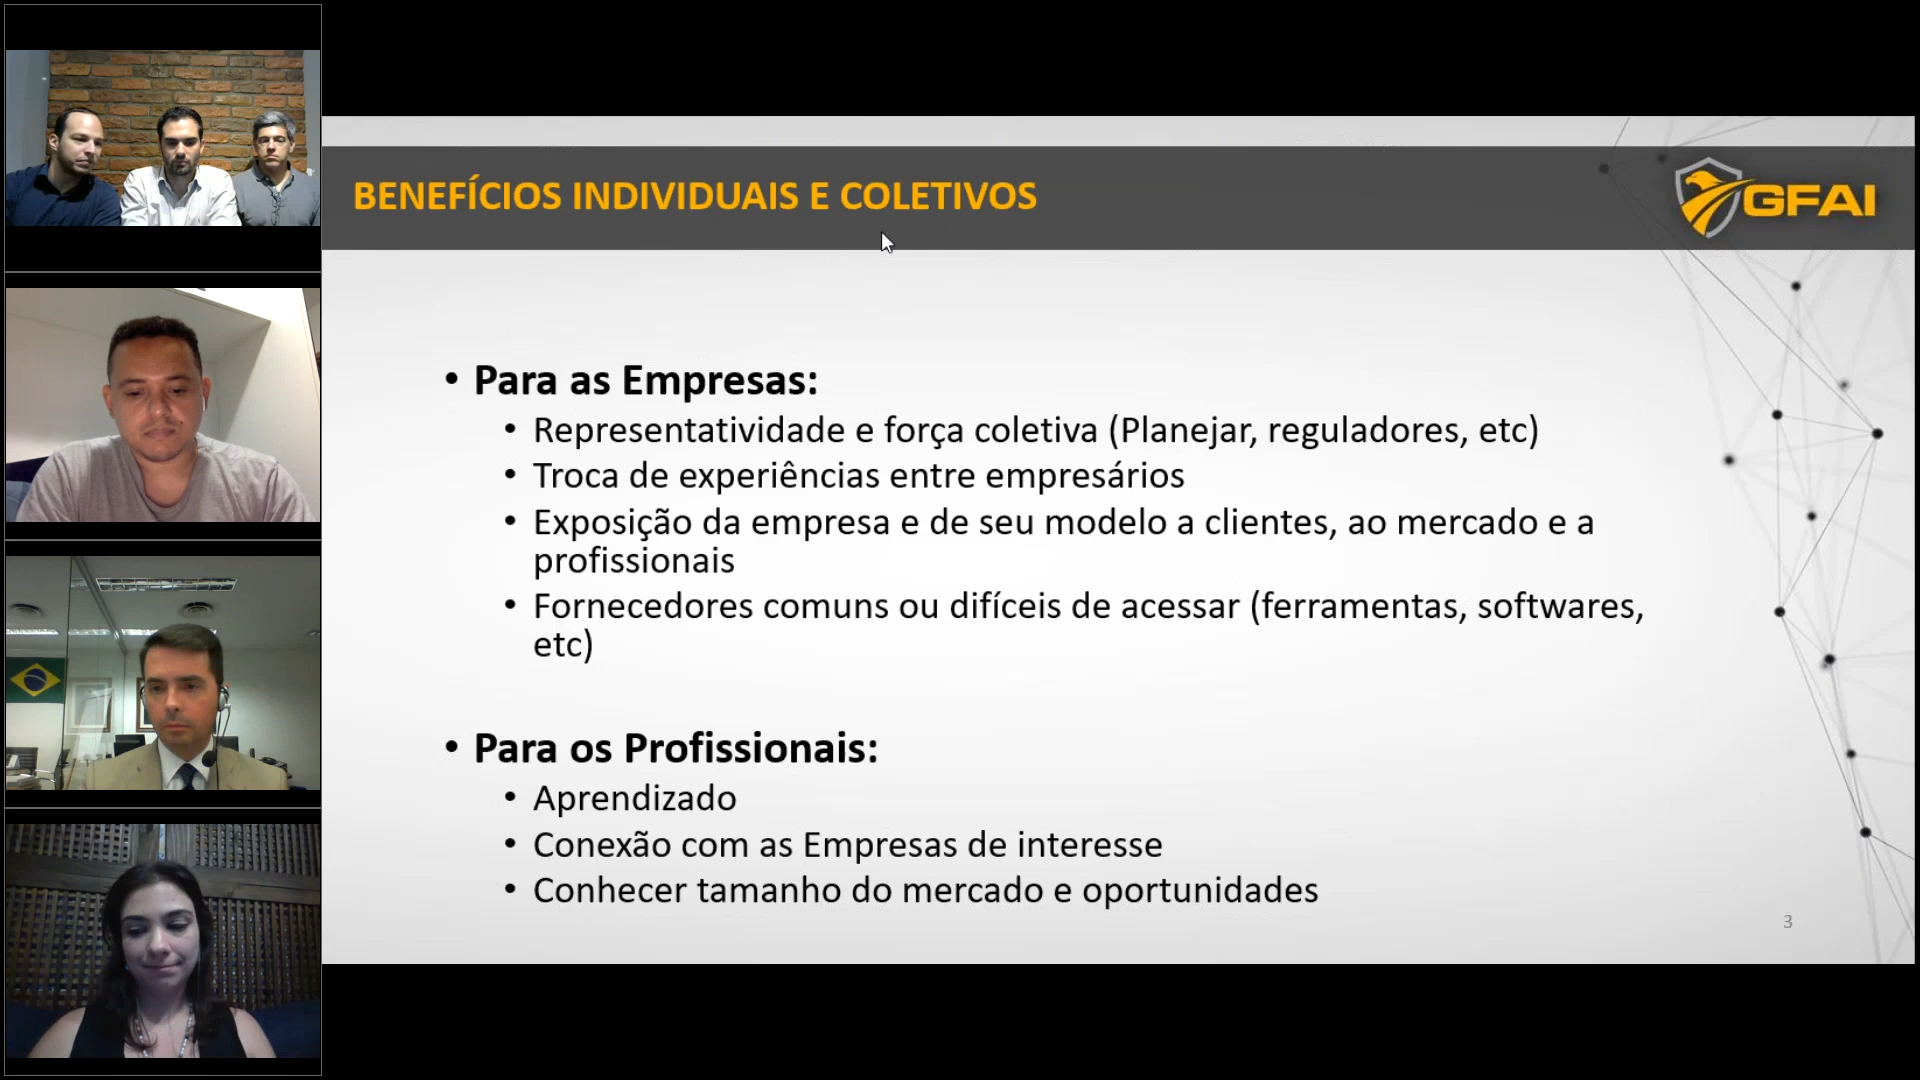 BENEFÍCIOS INDIVIDUAIS E COLETIVOS
GFAI
• Para as Empresas:
• Representatividade e força coletiva (Planejar, reguladores, etc)
• Troca de experiências entre empresários
• Exposição da empresa e de seu modelo a clientes, ao mercado e a
profissionais
• Fornecedores comuns ou difíceis de acessar (ferramentas, softwares,
etc)
• Para os Profissionais:
• Aprendizado
• Conexão com as Empresas de interesse
• Conhecer tamanho do mercado e oportunidades
3